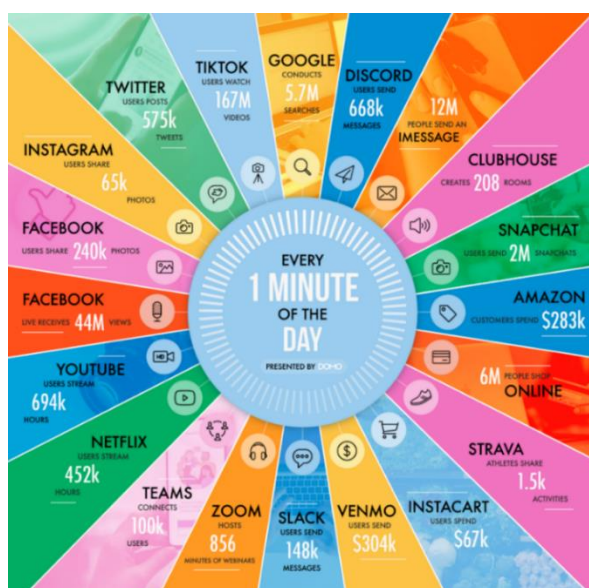 EVERY
1 MINUTE
OF THE
DAY
PRESENTED BY DOMO
GOOGLE
CONDUCTS
5.7M
SEARCHES
DISCORD
USERS SEND
668k
MESSAGES
12M
PEOPLE SEND AN
IMESSAGE
CLUBHOUSE
CREATES 208 ROOMS
SNAPCHAT
USERS SEND 2M SNAPCHATS
AMAZON
CUSTOMERS SPEND $283k
6M PEOPLE SHOP
ONLINE
STRAVA
ATHLETES SHARE
1.5k
ACTIVITIES
INSTACART
USERS SPEND
$67k
VENMO
USERS SEND
$304k
SLACK
USERS SEND
148k
MESSAGES
ZOOM
HOSTS
856
MINUTES OF WEBINARS
TEAMS
CONNECTS
100k
USERS
NETFLIX
USERS STREAM
452k
HOURS
YOUTUBE
USERS STREAM
694k
HOURS
FACEBOOK
LIVE RECEIVES 44M VIEWS
FACEBOOK
USERS SHARE 240k PHOTOS
INSTAGRAM
USERS SHARE
65k
PHOTOS
TWITTER
USERS POSTS
575k
TWEETS
TIKTOK
USERS WATCH
167M
VIDEOS